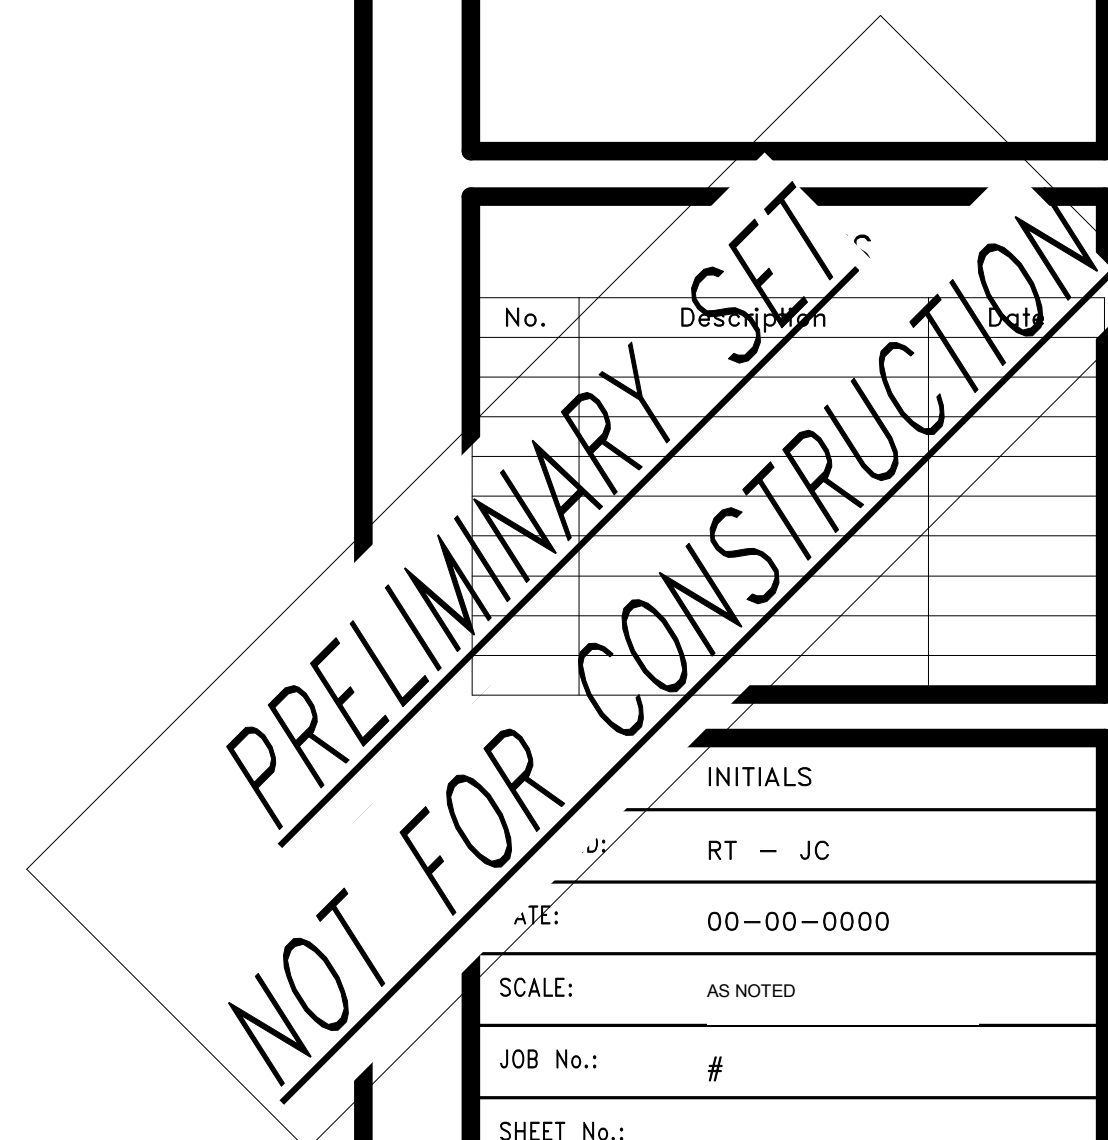 PRELIMINARY SET
NOT FOR CONSTRUCTION
No. Description Date
INITIALS
RT - JC
00-00-0000
SCALE: AS NOTED
JOB No.: #
SHEET No.: